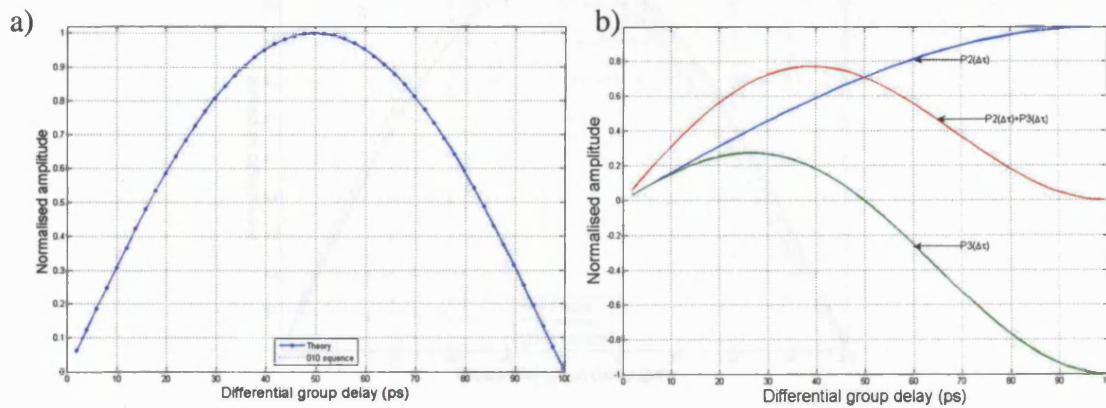 a)
Normalised amplitude
1
0.9
0.8
0.7
0.6
0.5
0.4
0.3
0.2
0.1
0
0 10 20 30 40 50 60 70 80 90 100
Theory
010 squence
Differential group delay (ps)
b)
Normalised amplitude
1
0.8
0.6
0.4
0.2
0
-0.2
-0.4
-0.6
-0.8
-1
P2(Δτ)
P2(Δτ)+P3(Δτ)
P3(Δτ)
0 10 20 30 40 50 60 70 80 90
Differential group delay (ps)